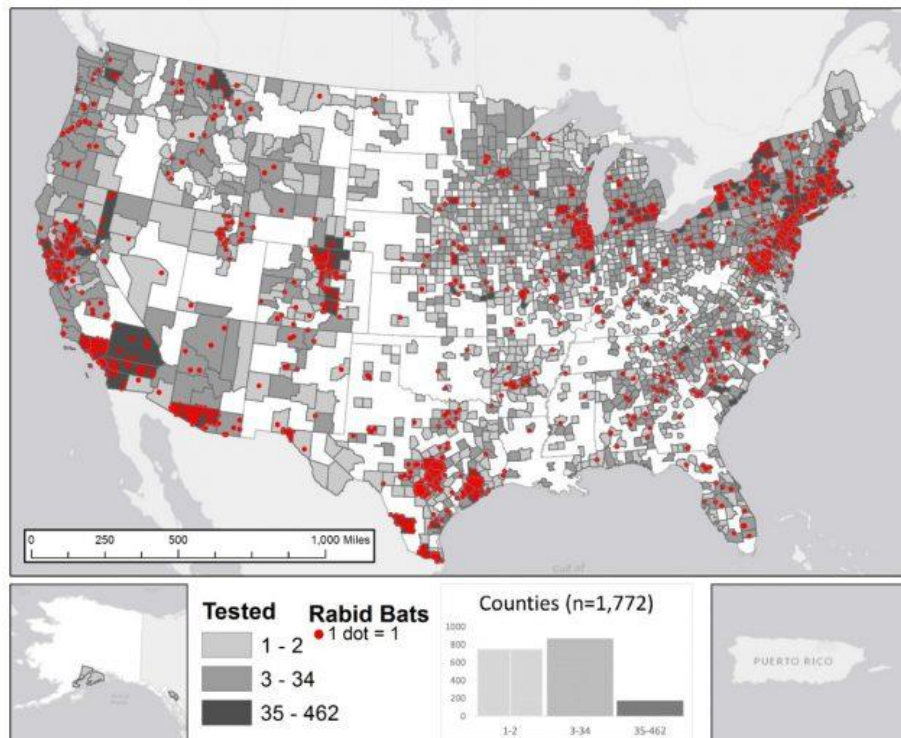 0 250 500 1,000 Miles
Gulf of
Tested
Rabid Bats
1 dot = 1
1 - 2
3 - 34
35 - 462
Counties (n=1,772)
1000
800
600
400
200
0
1-2 3-34 35-462
PUERTO RICO